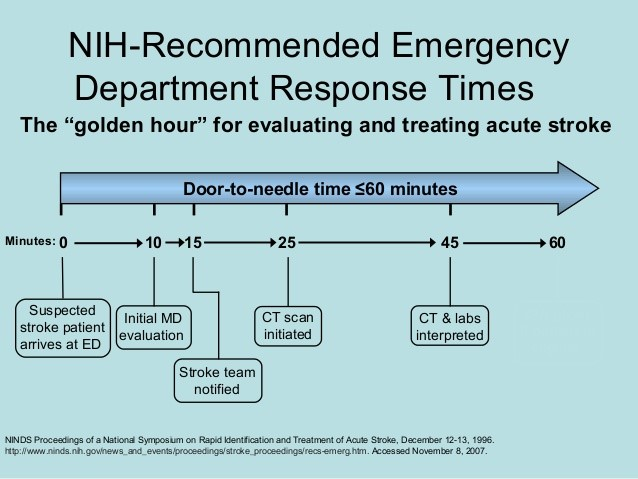 NIH-Recommended Emergency
Department Response Times
The “golden hour” for evaluating and treating acute stroke
Door-to-needle time ≤60 minutes
Minutes: 0 10 15 25 45 60
Suspected
stroke patient
arrives at ED
Initial MD
evaluation
Stroke team
notified
CT scan
initiated
CT & labs
interpreted
NINDS Proceedings of a National Symposium on Rapid Identification and Treatment of Acute Stroke, December 12-13, 1996.
http://www.ninds.nih.gov/news_and_events/proceedings/stroke_proceedings/recs-emerg.htm. Accessed November 8, 2007.